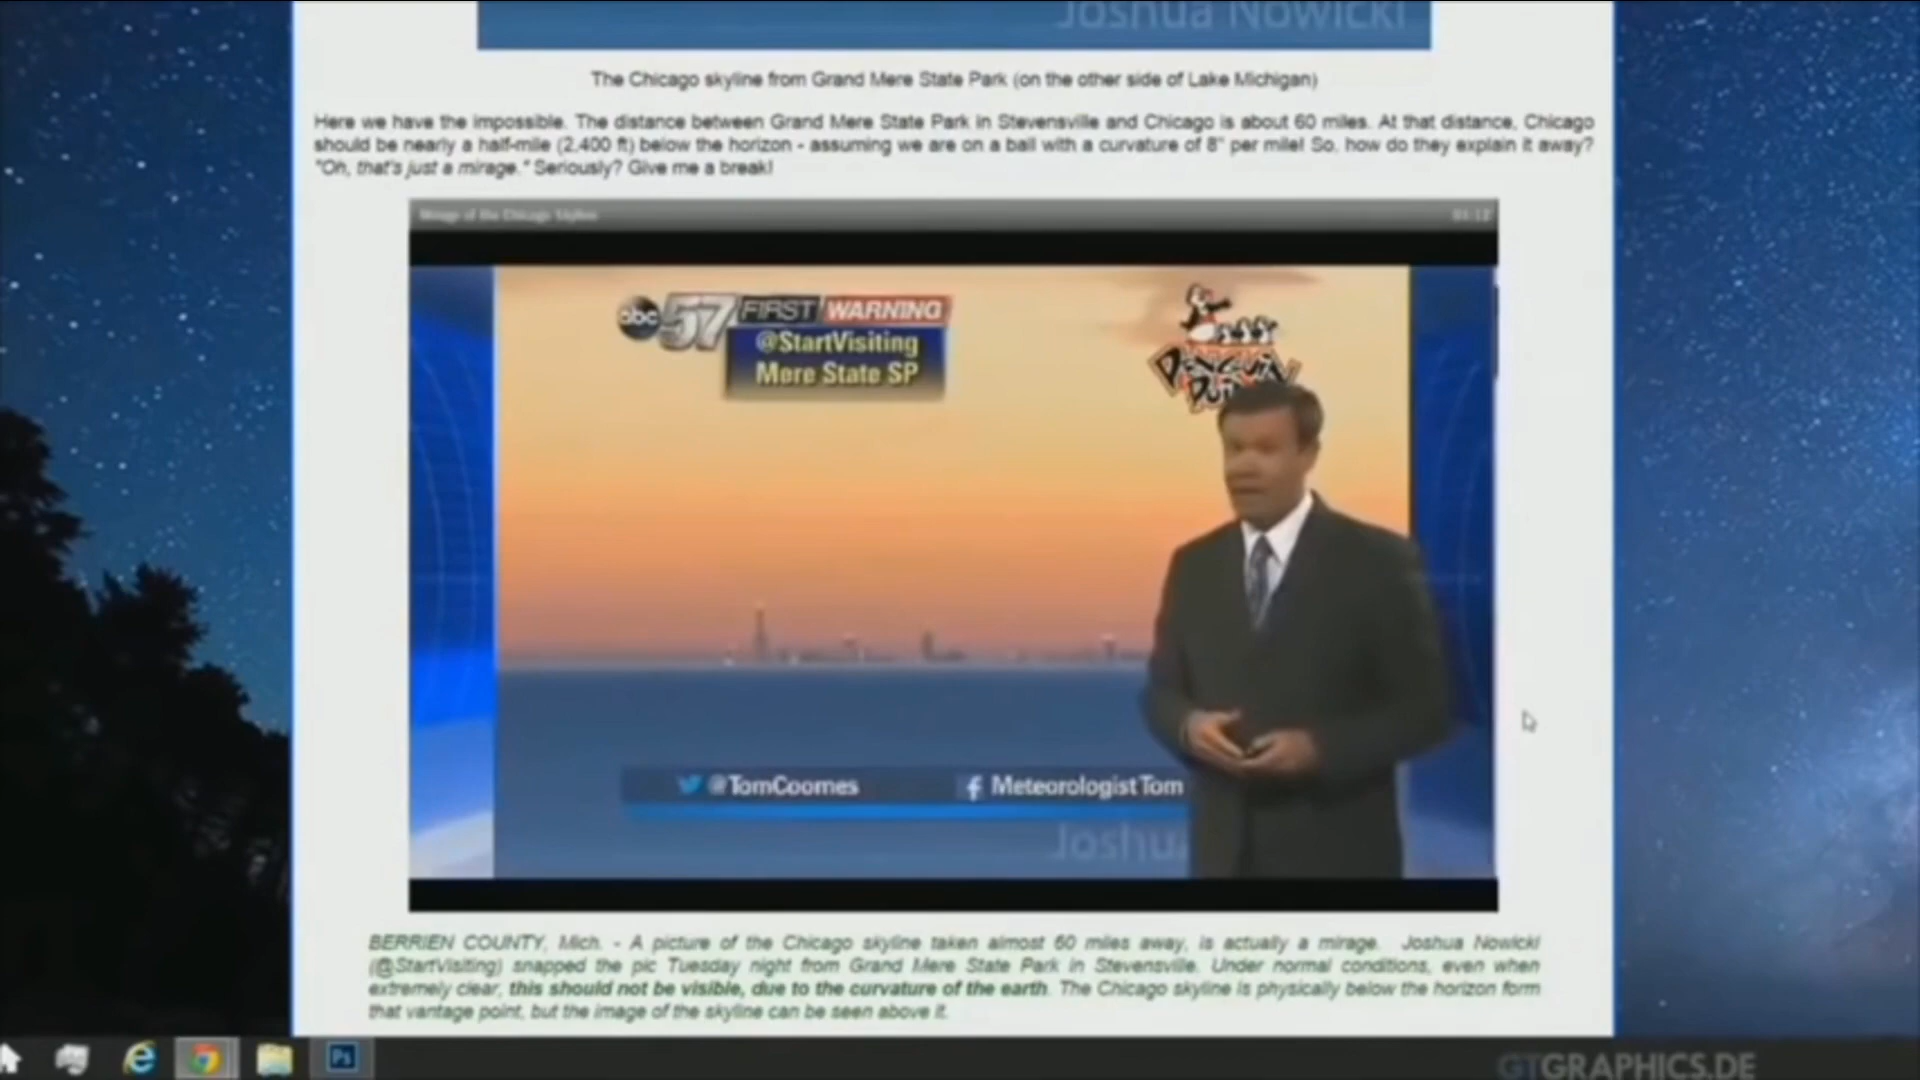 Joshua Nowicki
The Chicago skyline from Grand Mere State Park (on the other side of Lake Michigan)
Here we have the impossible. The distance between Grand Mere State Park in Stevensville and Chicago is about 60 miles. At that distance, Chicago
should be nearly a half-mile (2,400 ft) below the horizon - assuming we are on a ball with a curvature of 8" per mile! So, how do they explain it away?
"Oh, that's just a mirage." Seriously? Give me a break!
Mirage of the Chicago Skyline
abc 57 FIRST WARNING
@StartVisiting
Mere State SP
@TomCoomes
MeteorologistTom
Joshua
BERRIEN COUNTY, Mich. - A picture of the Chicago skyline taken almost 60 miles away, is actually a mirage. Joshua Nowicki
(@StartVisiting) snapped the pic Tuesday night from Grand Mere State Park in Stevensville. Under normal conditions, even when
extremely clear, this should not be visible, due to the curvature of the earth. The Chicago skyline is physically below the horizon form
that vantage point, but the image of the skyline can be seen above it.
Ps
GTGRAPHICS.DE